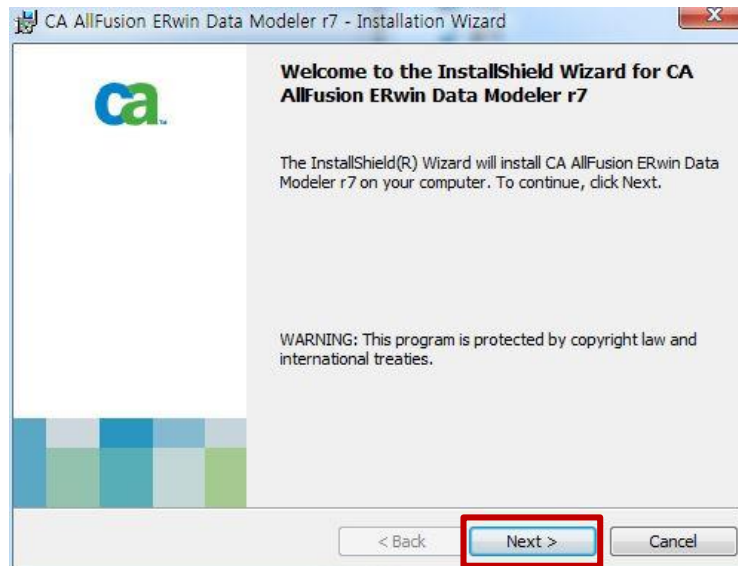 CA AllFusion ERwin Data Modeler r7 - Installation Wizard
ca
Welcome to the InstallShield Wizard for CA
AllFusion ERwin Data Modeler r7
The InstallShield(R) Wizard will install CA AllFusion ERwin Data
Modeler r7 on your computer. To continue, click Next.
WARNING: This program is protected by copyright law and
international treaties.
< Back
Next >
Cancel